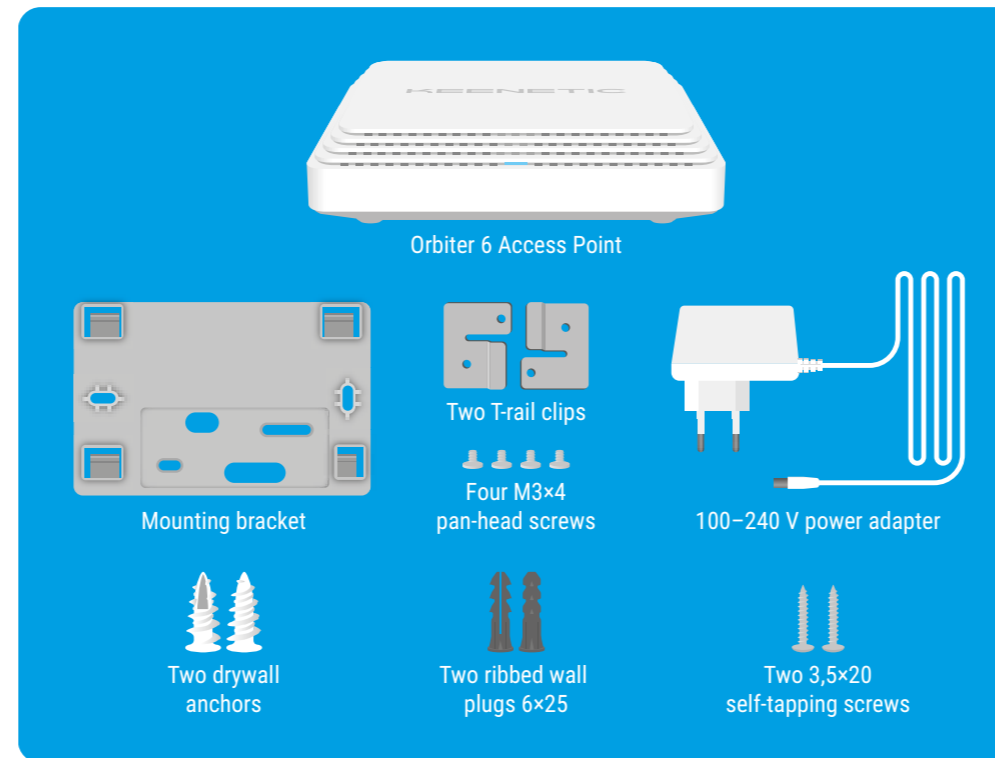 KEENETIC
Orbiter 6 Access Point
Two T-rail clips
Four M3×4
pan-head screws
Mounting bracket
100–240 V power adapter
Two drywall
anchors
Two ribbed wall
plugs 6×25
Two 3,5×20
self-tapping screws